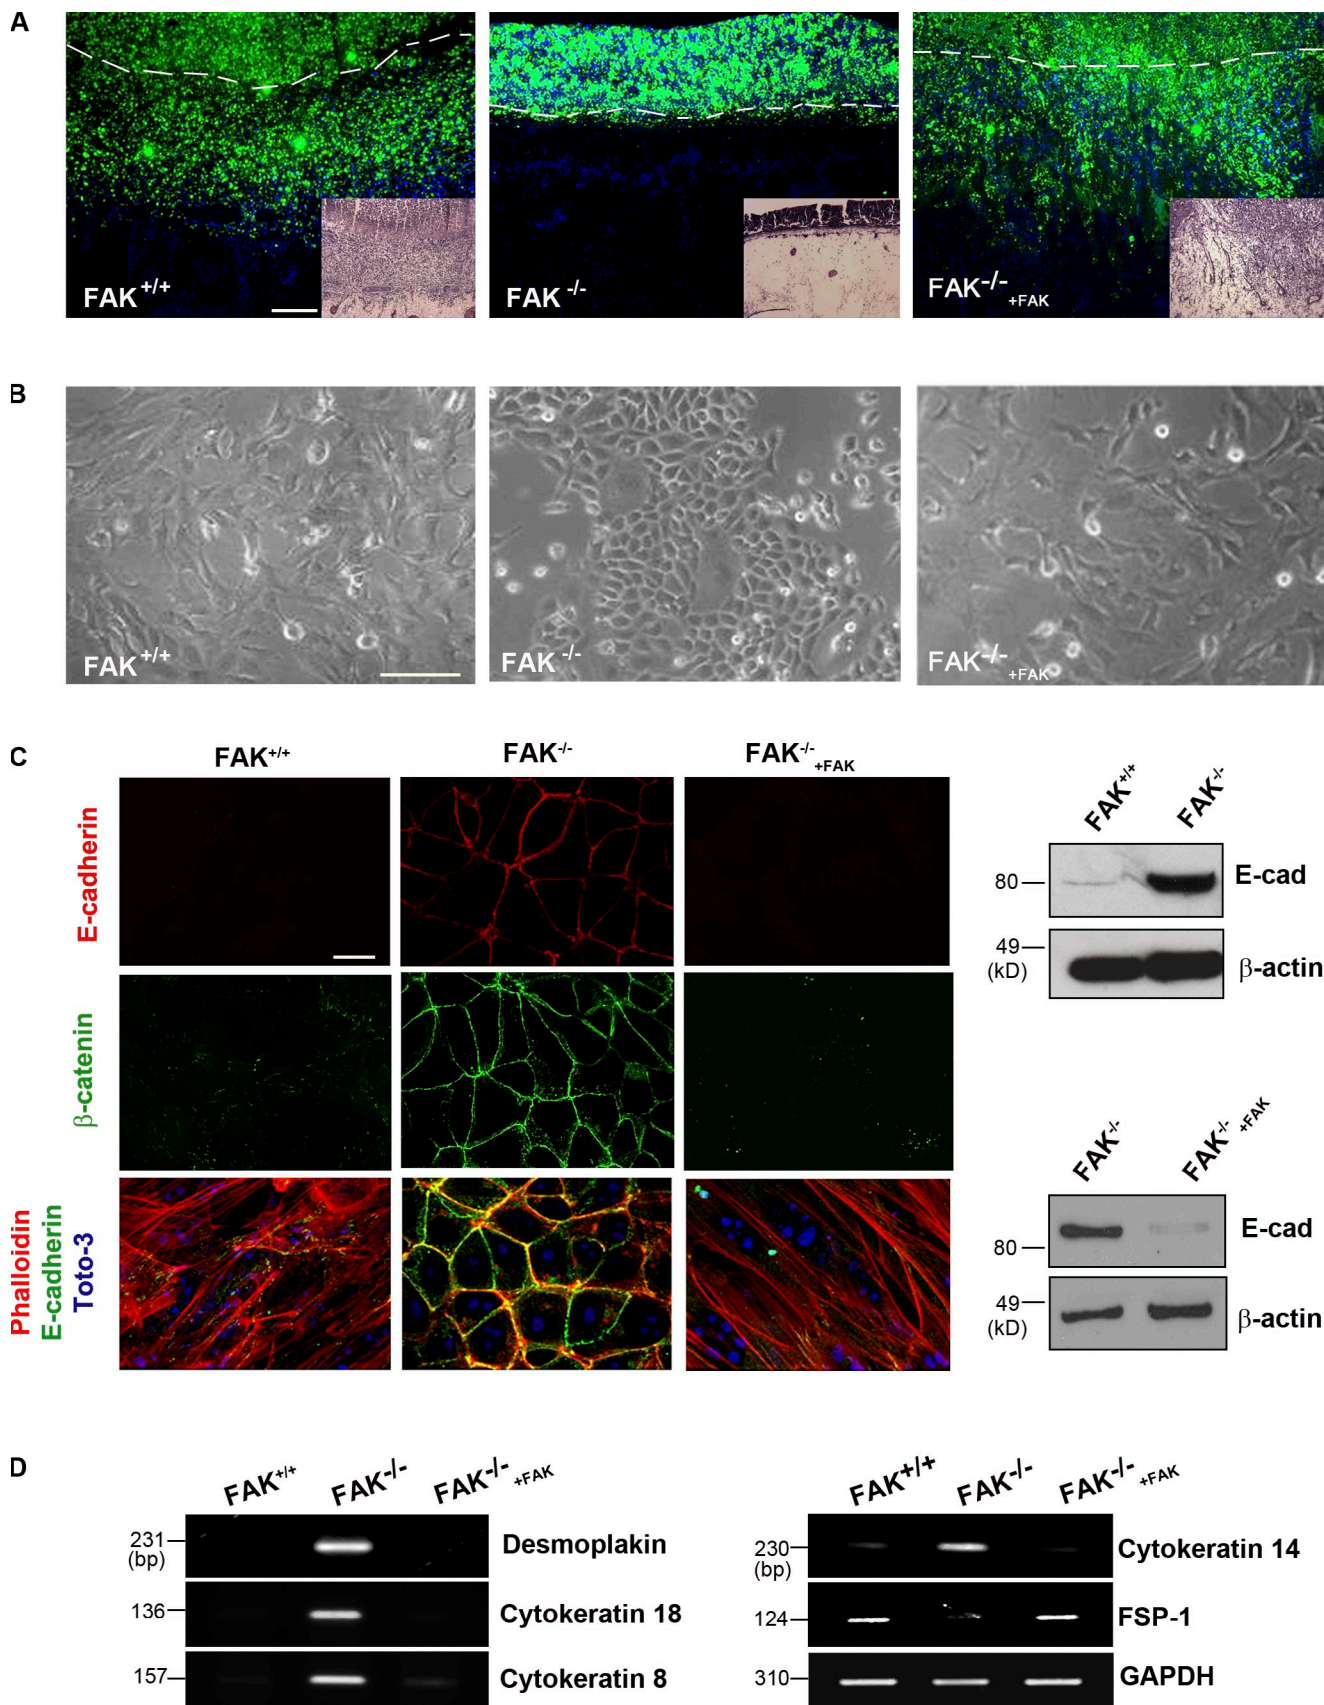 A
FAK+/+
FAK-/-
FAK-/- +FAK
B
FAK+/+
FAK-/-
FAK-/- +FAK
C
FAK+/+
FAK-/-
FAK-/- +FAK
E-cadherin
β-catenin
Phalloidin
E-cadherin
Toto-3
FAK+/+
FAK-/-
80
E-cad
49
(kD)
β-actin
FAK-/-
FAK-/- +FAK
80
E-cad
49
(kD)
β-actin
D
FAK+/+
FAK-/-
FAK-/- +FAK
231
(bp)
Desmoplakin
136
Cytokeratin 18
157
Cytokeratin 8
FAK+/+
FAK-/-
FAK-/- +FAK
230
(bp)
Cytokeratin 14
124
FSP-1
310
GAPDH